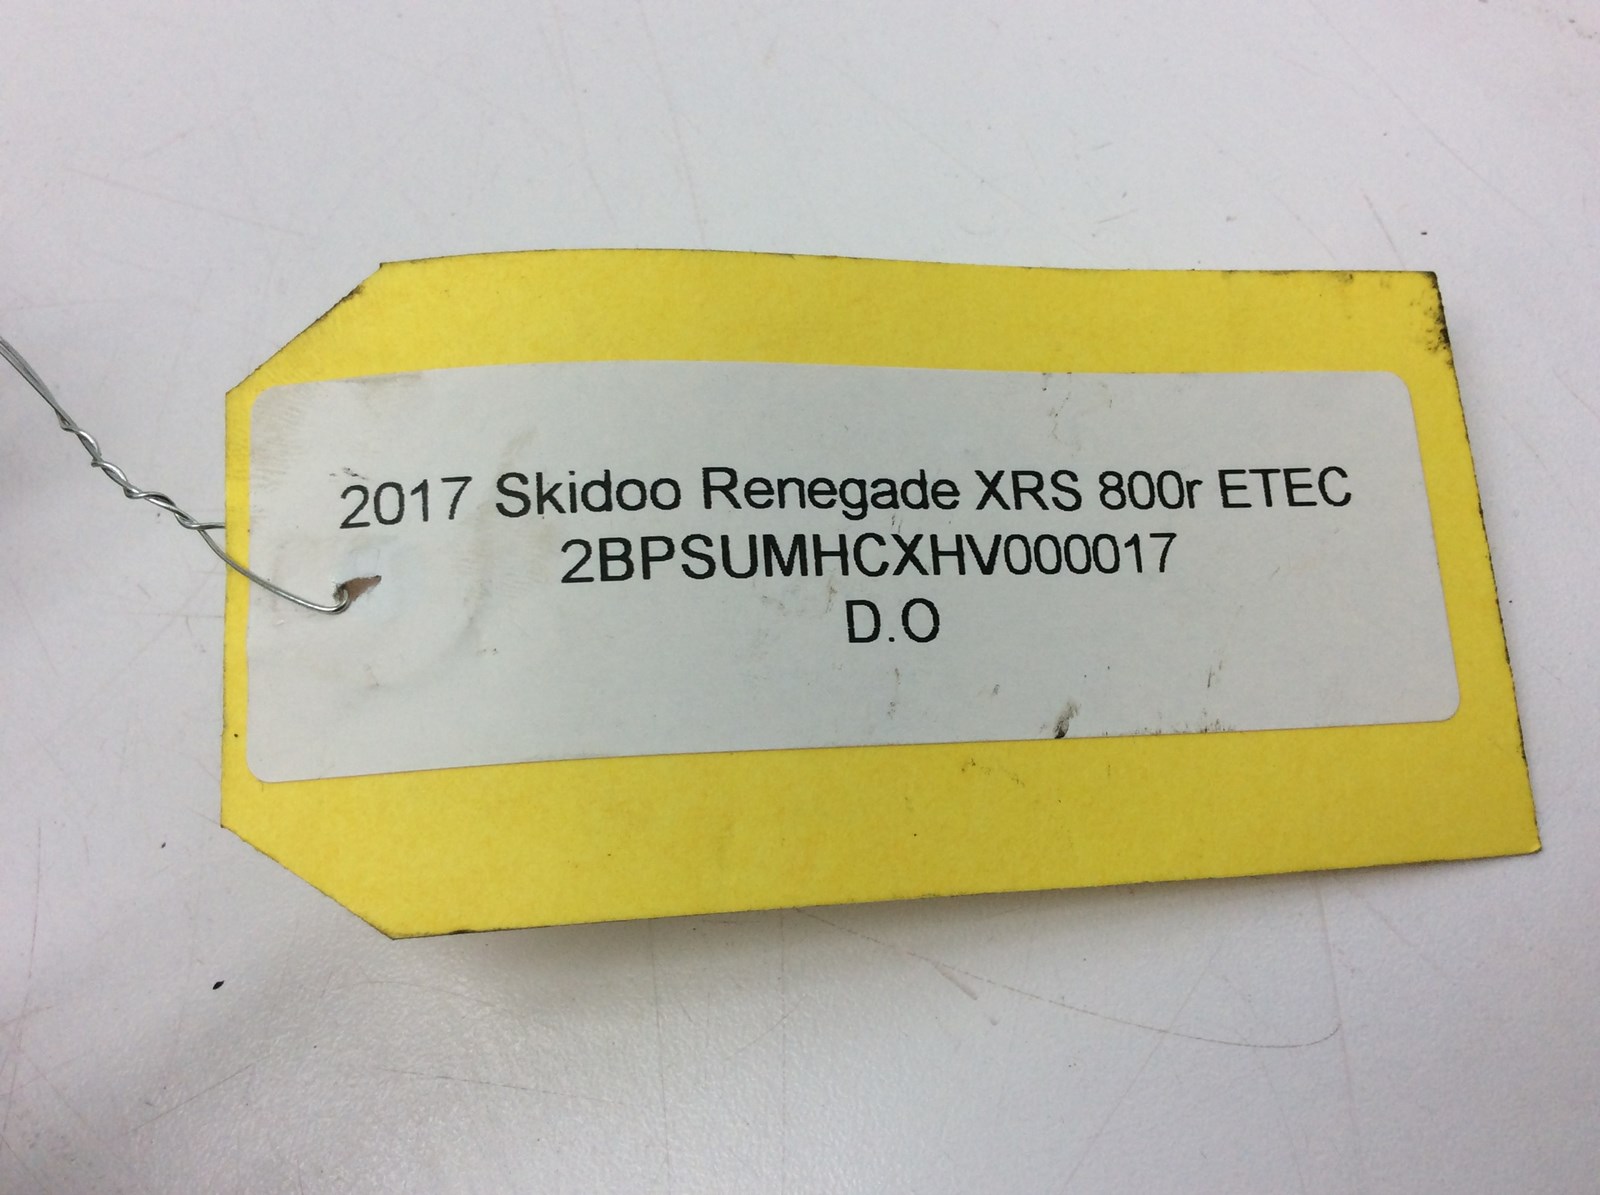 2017 Skidoo Renegade XRS 800r ETEC
2BPSUMHCXHV000017
D.O